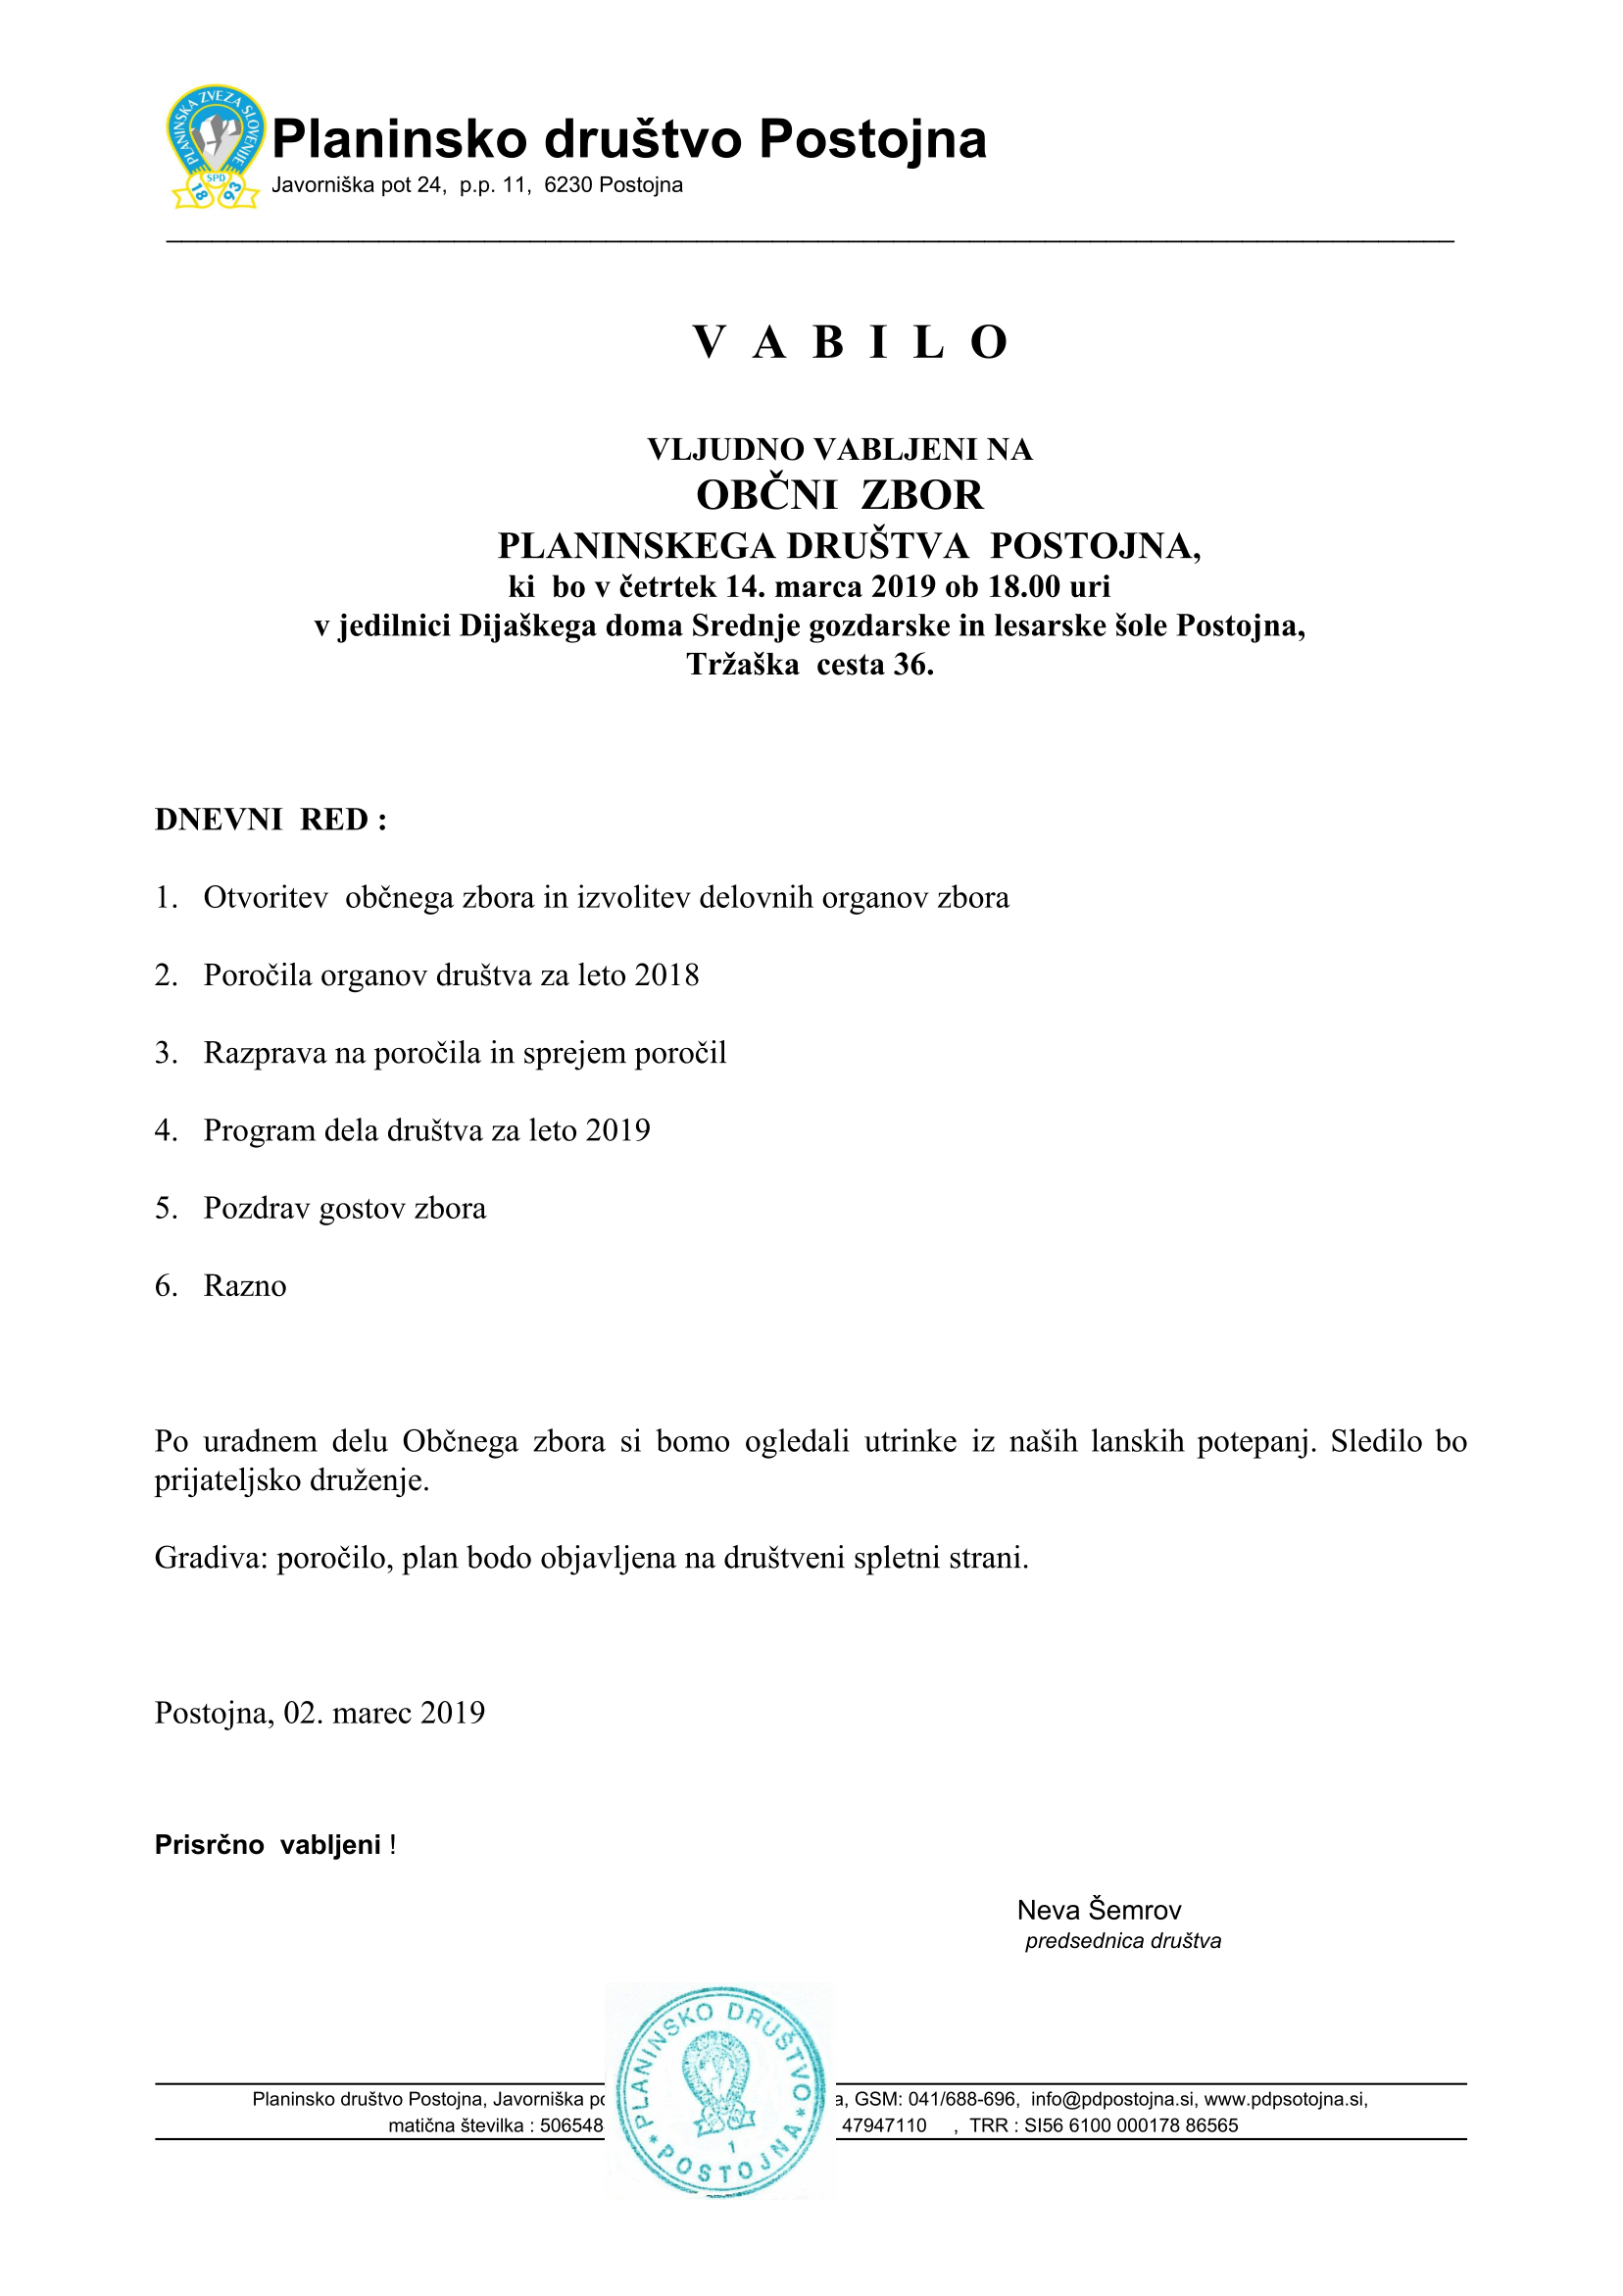 PLANINSKA ZVEZA SLOVENIJE
SPD
18 93
Planinsko društvo Postojna
Javorniška pot 24, p.p. 11, 6230 Postojna
V A B I L O
VLJUDNO VABLJENI NA
OBČNI ZBOR
PLANINSKEGA DRUŠTVA POSTOJNA,
ki bo v četrtek 14. marca 2019 ob 18.00 uri
v jedilnici Dijaškega doma Srednje gozdarske in lesarske šole Postojna,
Tržaška cesta 36.
DNEVNI RED :
1. Otvoritev občnega zbora in izvolitev delovnih organov zbora
2. Poročila organov društva za leto 2018
3. Razprava na poročila in sprejem poročil
4. Program dela društva za leto 2019
5. Pozdrav gostov zbora
6. Razno
Po uradnem delu Občnega zbora si bomo ogledali utrinke iz naših lanskih potepanj. Sledilo bo
prijateljsko druženje.
Gradiva: poročilo, plan bodo objavljena na društveni spletni strani.
Postojna, 02. marec 2019
Prisrčno vabljeni !
Neva Šemrov
predsednica društva
PLANINSKO DRUŠTVO
* POSTOJNA *
1
Planinsko društvo Postojna, Javorniška a, GSM: 041/688-696, info@pdpostojna.si, www.pdpsotojna.si,
matična številka : 506548 47947110 , TRR : SI56 6100 000178 86565